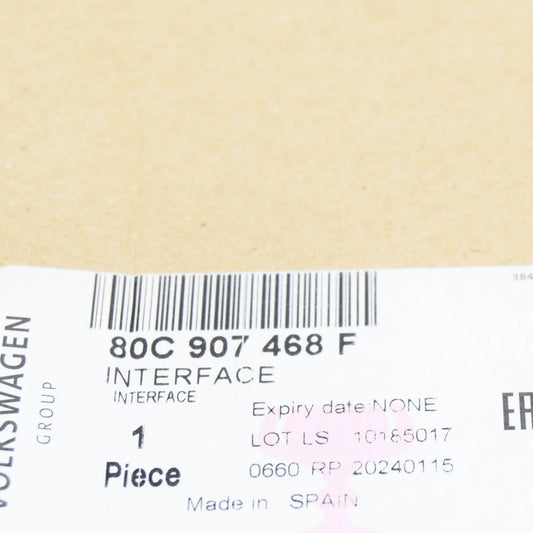 384
80C 907 468 F
INTERFACE
INTERFACE
VOLKSWAGEN
GROUP
Expiry date:NONE
1
LOT LS 10185017
Piece
0660 RP 20240115
Made in SPAIN